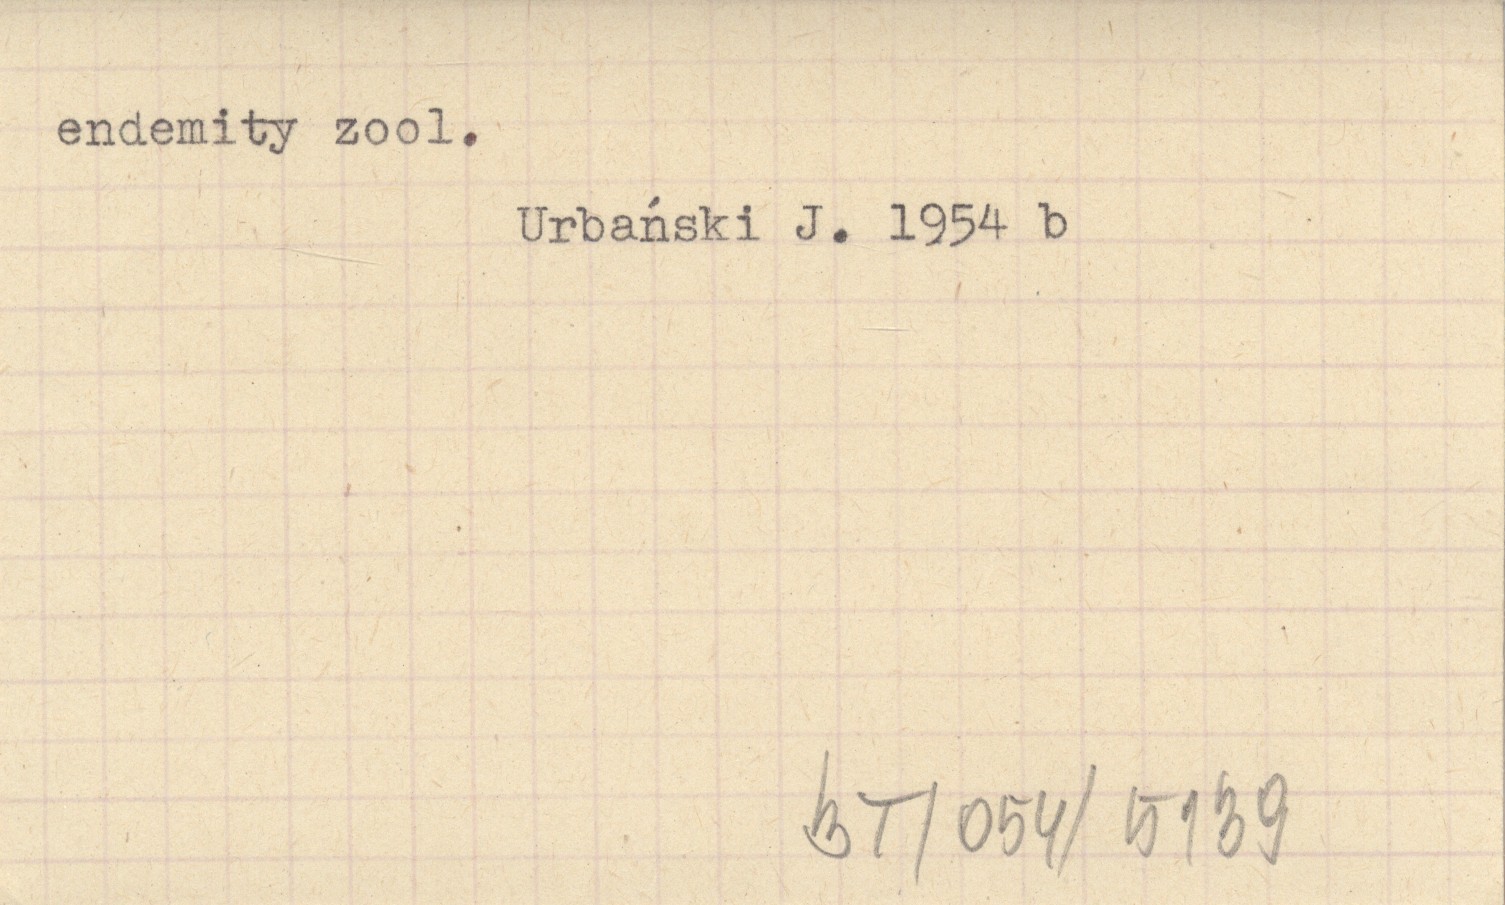 endemity zool.
Urbański J. 1954 b
BT/054/5139